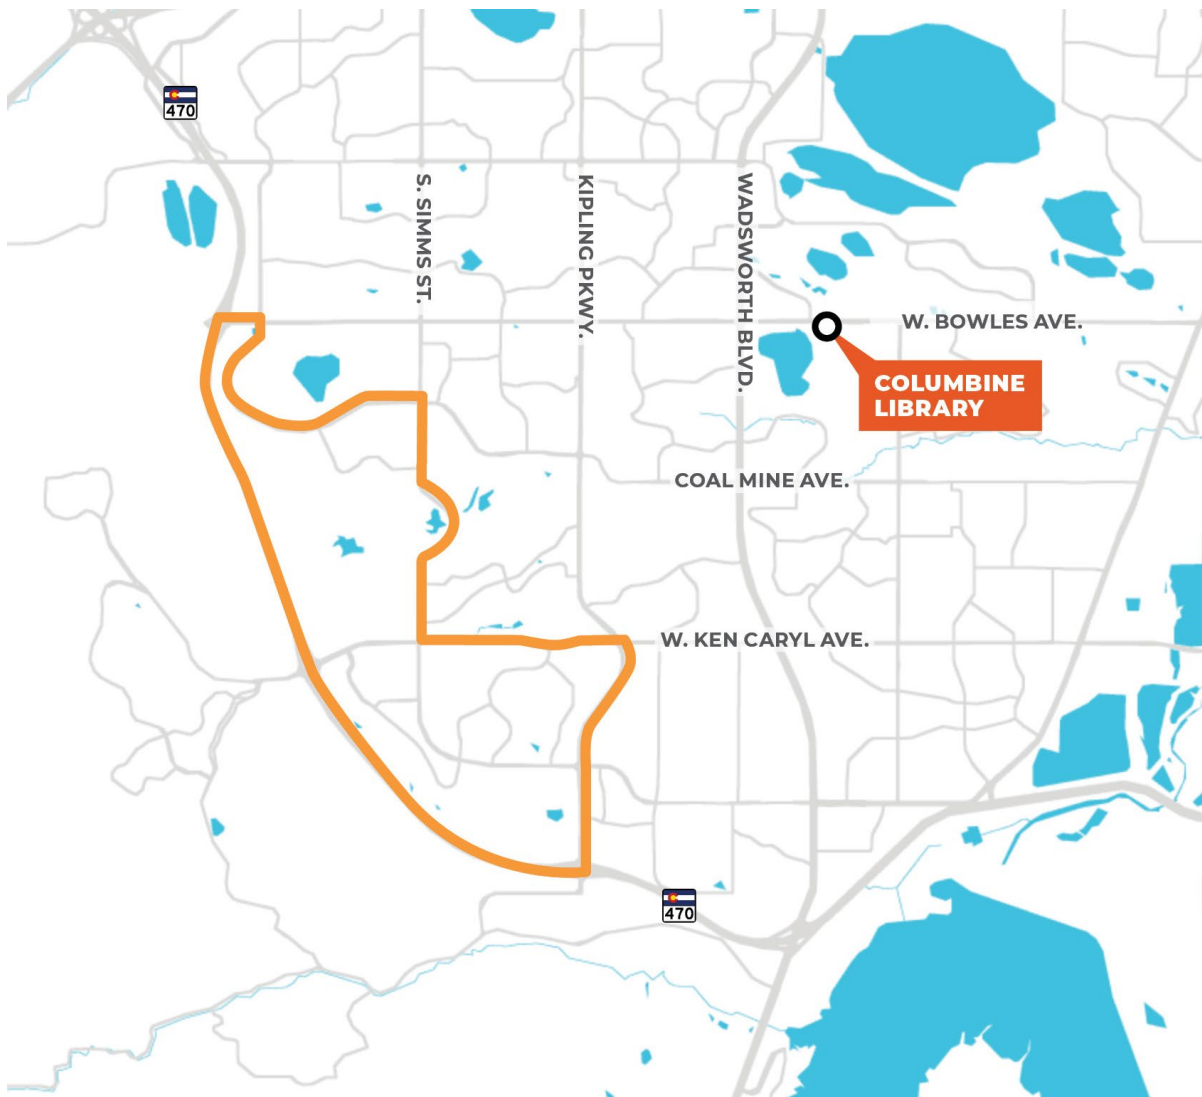 470
S. SIMMS ST.
KIPLING PKWY.
WADSWORTH BLVD.
W. BOWLES AVE.
COLUMBINE
LIBRARY
COAL MINE AVE.
W. KEN CARYL AVE.
470